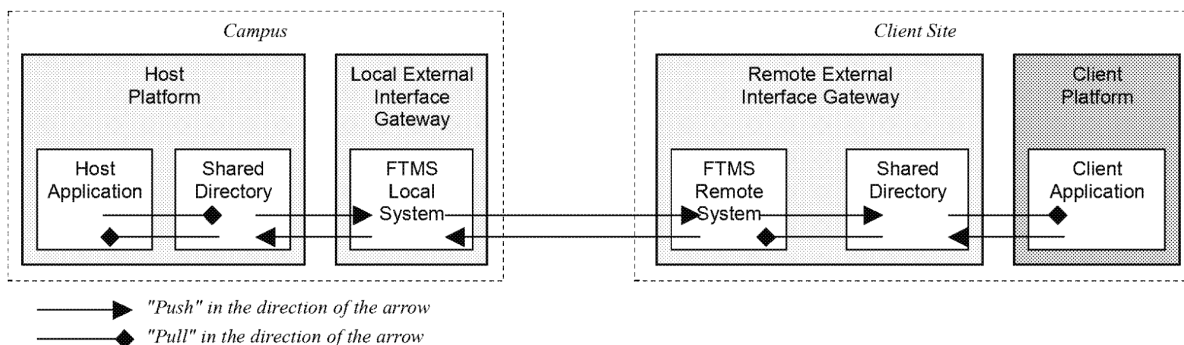 Campus
Client Site
Host
Platform
Local External
Interface
Gateway
Remote External
Interface Gateway
Client
Platform
Host
Application
Shared
Directory
FTMS
Local
System
FTMS
Remote
System
Shared
Directory
Client
Application
"Push" in the direction of the arrow
"Pull" in the direction of the arrow